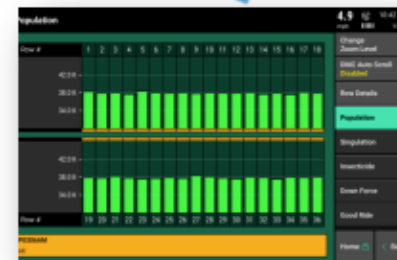 Population
4.9
mph
Row #
1 2 3 4 5 6 7 8 9 10 11 12 13 14 15 16 17 18
42.0 K
38.0 K
34.0 K
42.0 K
38.0 K
34.0 K
Row #
19 20 21 22 23 24 25 26 27 28 29 30 31 32 33 34 35 36
Change
Zoom Level
Auto Scroll
Disabled
Row Details
Population
Singulation
Insecticide
Down Force
Good Ride
Home